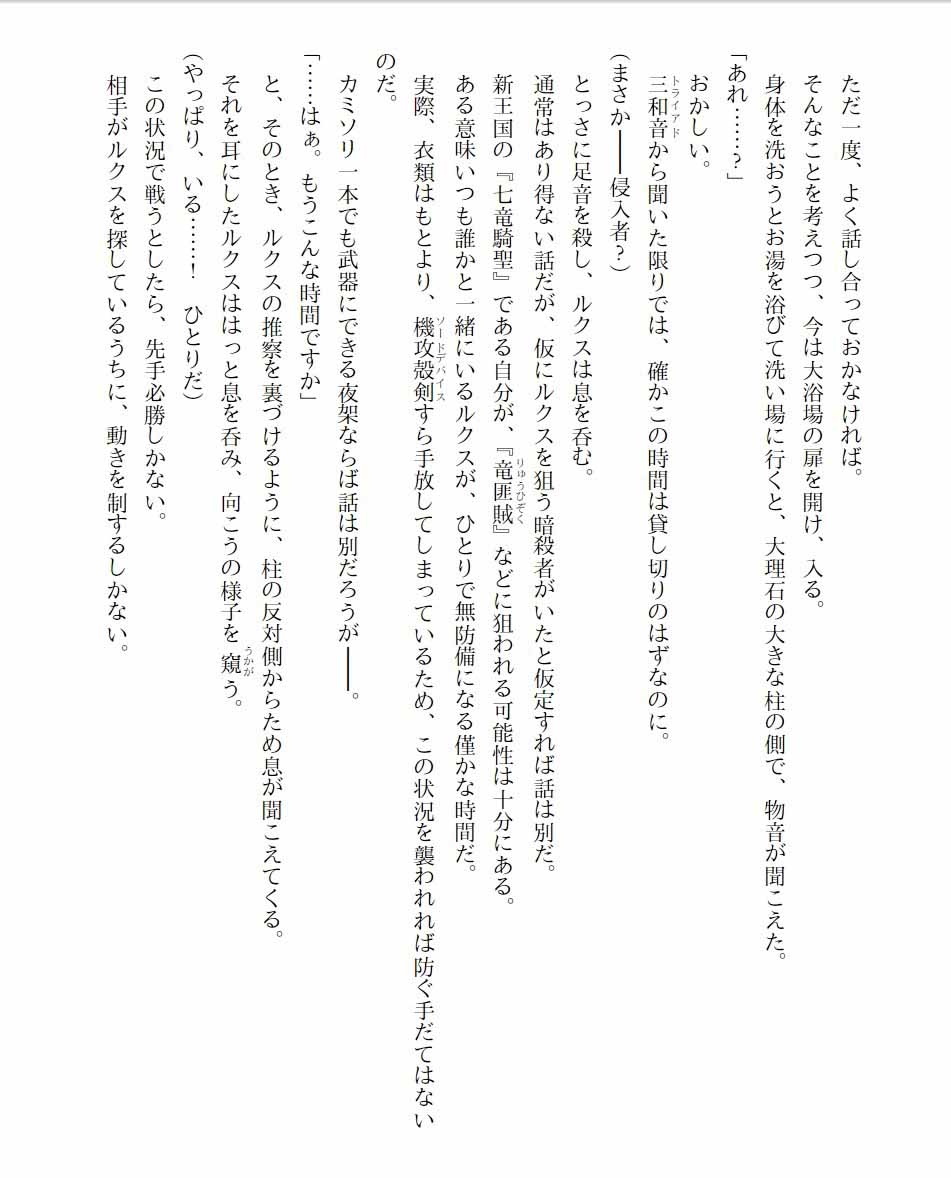 ただ一度、よく話し合っておかなければ。
そんなことを考えつつ、今は大浴場の扉を開け、入る。
身体を洗おうとお湯を浴びて洗い場に行くと、大理石の大きな柱の側で、物音が聞こえた。
「あれ……？」
おかしい。
三和音から聞いた限りでは、確かこの時間は貸し切りのはずなのに。
トライアド
（まさか――侵入者？）
とっさに足音を殺し、ルクスは息を呑む。
通常はあり得ない話だが、仮にルクスを狙う暗殺者がいたと仮定すれば話は別だ。
新王国の『七竜騎聖』である自分が、『竜匪賊』などに狙われる可能性は十分にある。
りゅうひぞく
ある意味いつも誰かと一緒にいるルクスが、ひとりで無防備になる僅かな時間だ。
実際、衣類はもとより、機攻殻剣すら手放してしまっているため、この状況を襲われれば防ぐ手だてはない
ソードデバイス
のだ。
カミソリ一本でも武器にできる夜架ならば話は別だろうが――。
「……はぁ。もうこんな時間ですか」
と、そのとき、ルクスの推察を裏づけるように、柱の反対側からため息が聞こえてくる。
それを耳にしたルクスははっと息を呑み、向こうの様子を窺う。
うかが
（やっぱり、いる……！　ひとりだ）
この状況で戦うとしたら、先手必勝しかない。
相手がルクスを探しているうちに、動きを制するしかない。